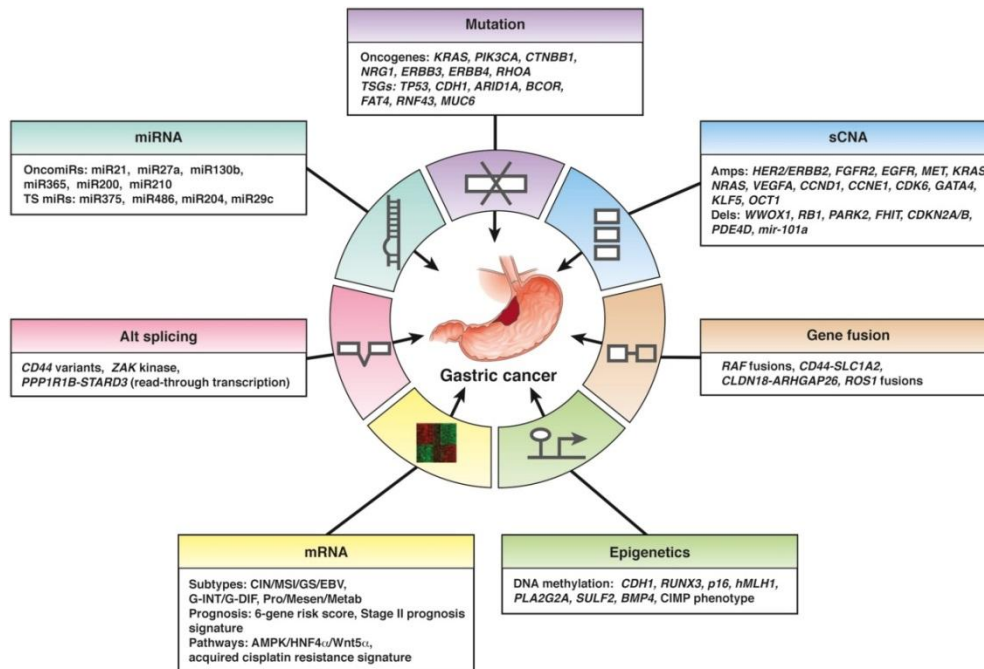 Mutation
Oncogenes: KRAS, PIK3CA, CTNBB1,
NRG1, ERBB3, ERBB4, RHOA
TSGs: TP53, CDH1, ARID1A, BCOR,
FAT4, RNF43, MUC6
miRNA
OncomiRs: miR21, miR27a, miR130b,
miR365, miR200, miR210
TS miRs: miR375, miR486, miR204, miR29c
sCNA
Amps: HER2/ERBB2, FGFR2, EGFR, MET, KRAS
NRAS, VEGFA, CCND1, CCNE1, CDK6, GATA4,
KLF5, OCT1
Dels: WWOX1, RB1, PARK2, FHIT, CDKN2A/B,
PDE4D, mir-101a
Alt splicing
CD44 variants, ZAK kinase,
PPP1R1B-STARD3 (read-through transcription)
Gastric cancer
Gene fusion
RAF fusions, CD44-SLC1A2,
CLDN18-ARHGAP26, ROS1 fusions
mRNA
Subtypes: CIN/MSI/GS/EBV,
G-INT/G-DIF, Pro/Mesen/Metab
Prognosis: 6-gene risk score, Stage II prognosis
signature
Pathways: AMPK/HNF4α/Wnt5α,
acquired cisplatin resistance signature
Epigenetics
DNA methylation: CDH1, RUNX3, p16, hMLH1,
PLA2G2A, SULF2, BMP4, CIMP phenotype